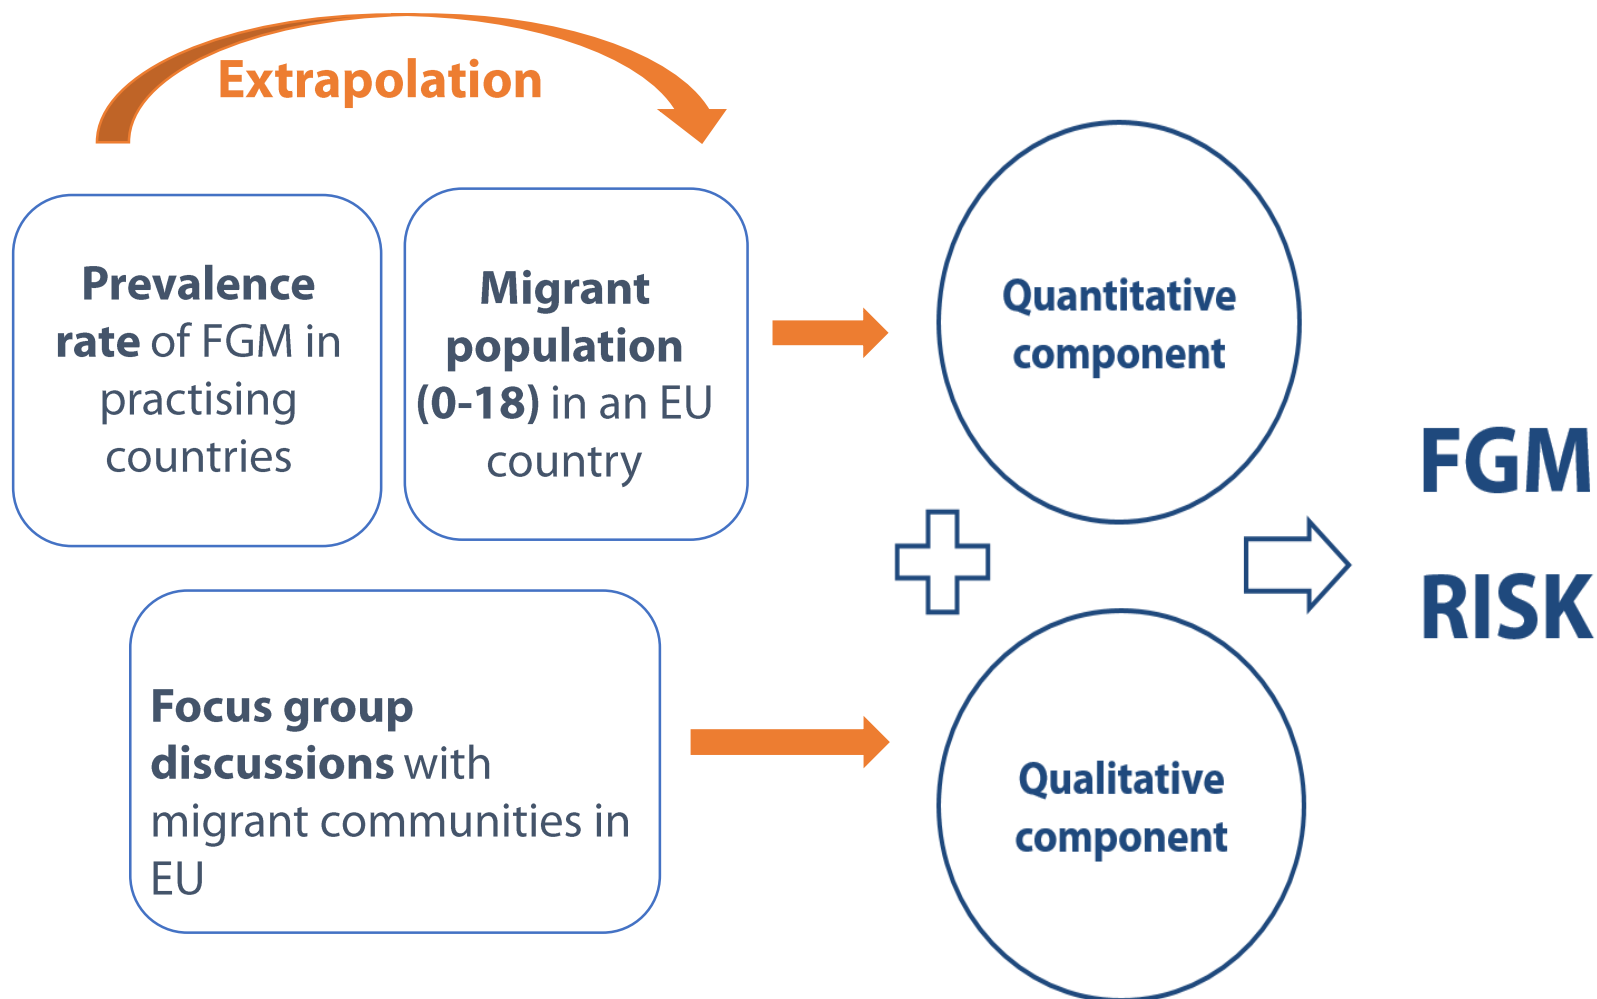 Extrapolation
Prevalence
rate of FGM in
practising
countries
Migrant
population
(0-18) in an EU
country
Quantitative
component
FGM
RISK
Focus group
discussions with
migrant communities in
EU
Qualitative
component